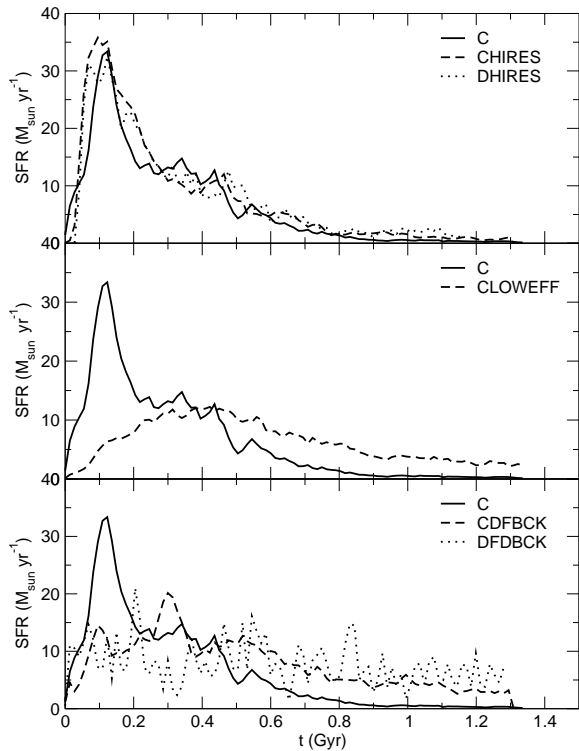 40
30
20
10
0
SFR (M_sun yr^-1)
C
CHIRES
DHIRES
40
30
20
10
0
SFR (M_sun yr^-1)
C
CLOWEFF
40
30
20
10
0
SFR (M_sun yr^-1)
C
CDFBCK
DFDBCK
0 0.2 0.4 0.6 0.8 1 1.2 1.4
t (Gyr)